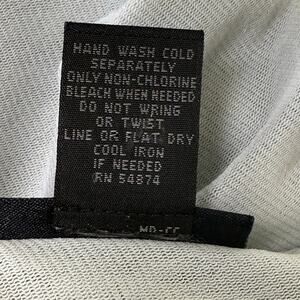 HAND WASH COLD
SEPARATELY
ONLY NON-CHLORINE
BLEACH WHEN NEEDED
DO NOT WRING
OR TWIST
LINE OR FLAT DRY
COOL IRON
IF NEEDED
RN 54874